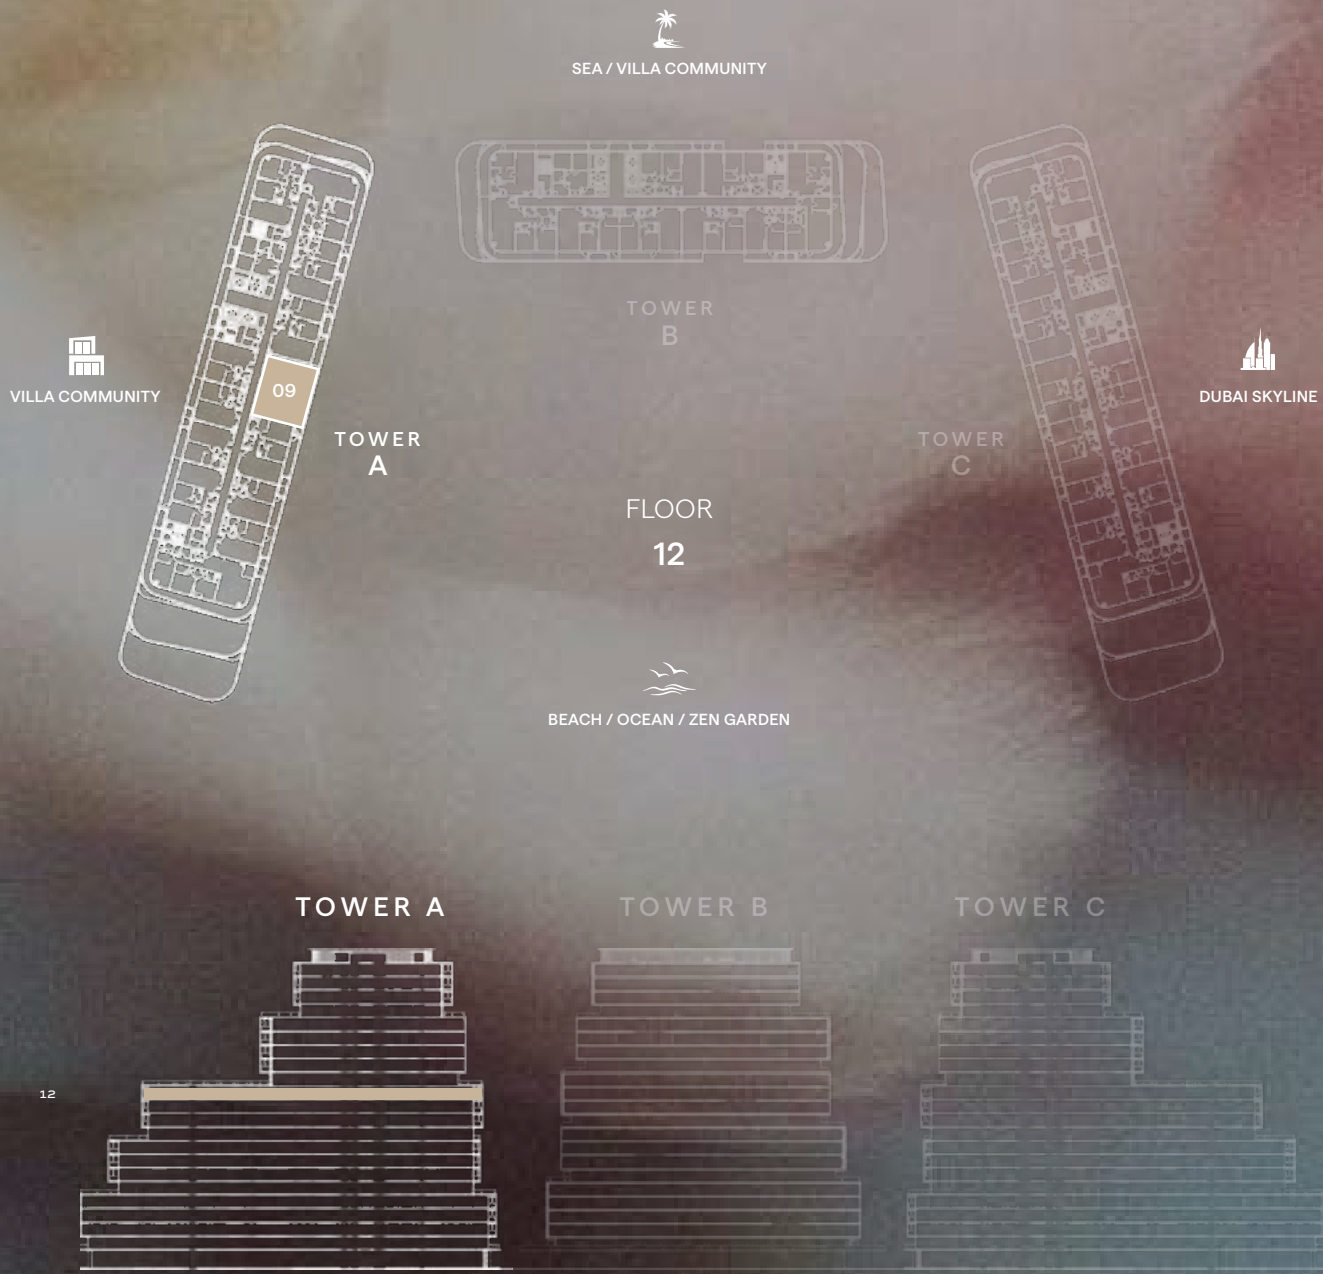 SEA / VILLA COMMUNITY
TOWER
B
VILLA COMMUNITY
09
DUBAI SKYLINE
TOWER
A
TOWER
C
FLOOR
12
BEACH / OCEAN / ZEN GARDEN
TOWER A
TOWER B
TOWER C
12